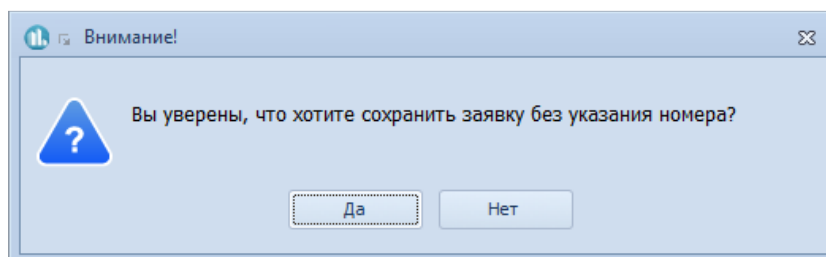 Внимание!
Вы уверены, что хотите сохранить заявку без указания номера?
Да
Нет